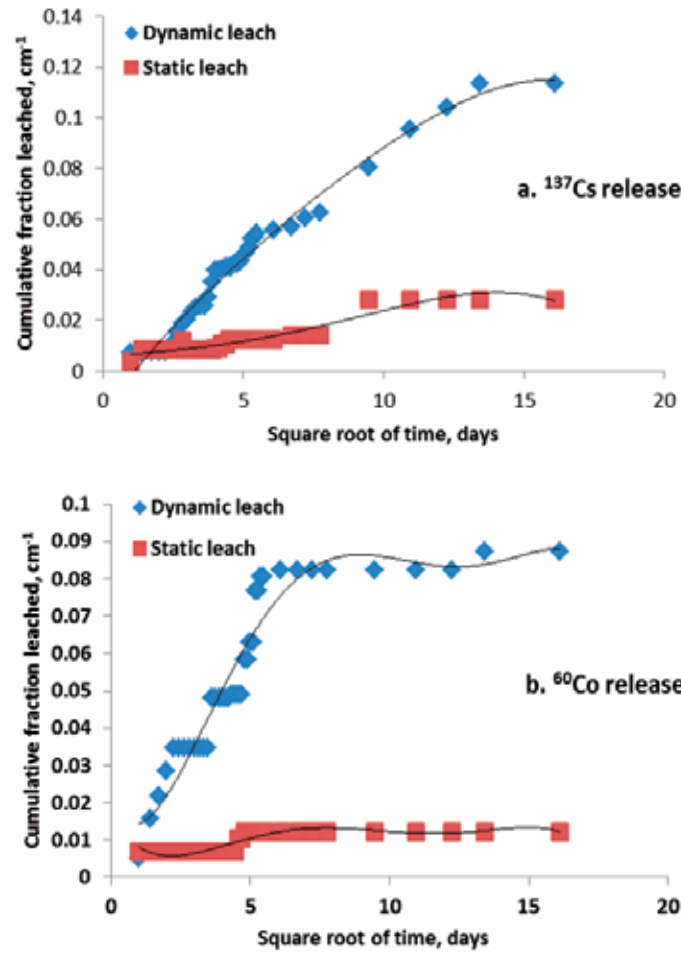 0.14
Dynamic leach
0.12
Static leach
0.1
0.08
0.06
0.04
0.02
0
Cumulative fraction leached, cm-1
a. 137Cs release
0 5 10 15 20
Square root of time, days
0.1
Dynamic leach
0.09
Static leach
0.08
0.07
0.06
0.05
0.04
0.03
0.02
0.01
0
Cumulative fraction leached, cm-1
b. 60Co release
0 5 10 15 20
Square root of time, days